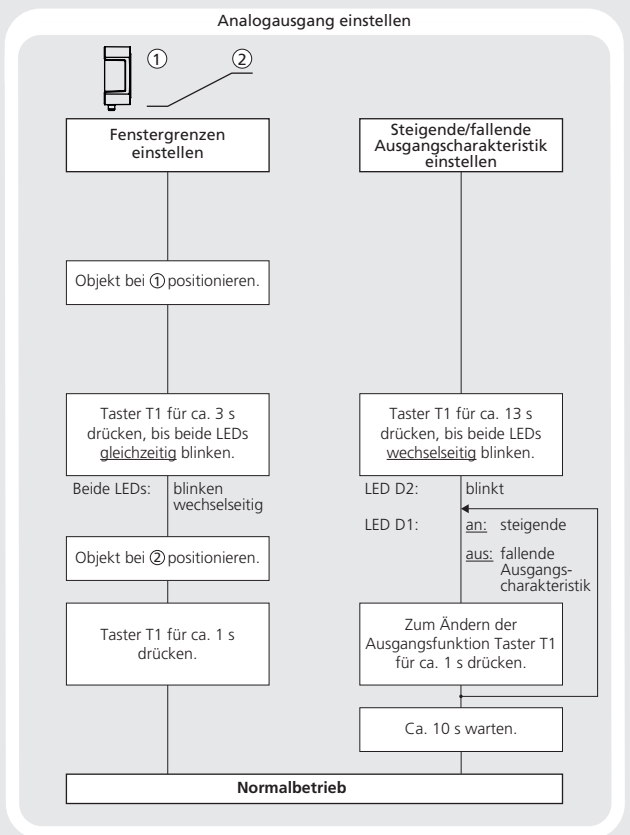 Analogausgang einstellen
① ②
Fenstergrenzen
einstellen
Objekt bei ① positionieren.
Taster T1 für ca. 3 s
drücken, bis beide LEDs
gleichzeitig blinken.
Beide LEDs: blinken
wechselseitig
Objekt bei ② positionieren.
Taster T1 für ca. 1 s
drücken.
Steigende/fallende
Ausgangscharakteristik
einstellen
Taster T1 für ca. 13 s
drücken, bis beide LEDs
wechselseitig blinken.
LED D2: blinkt
LED D1: an: steigende
aus: fallende
Ausgangs-
charakteristik
Zum Ändern der
Ausgangsfunktion Taster T1
für ca. 1 s drücken.
Ca. 10 s warten.
Normalbetrieb